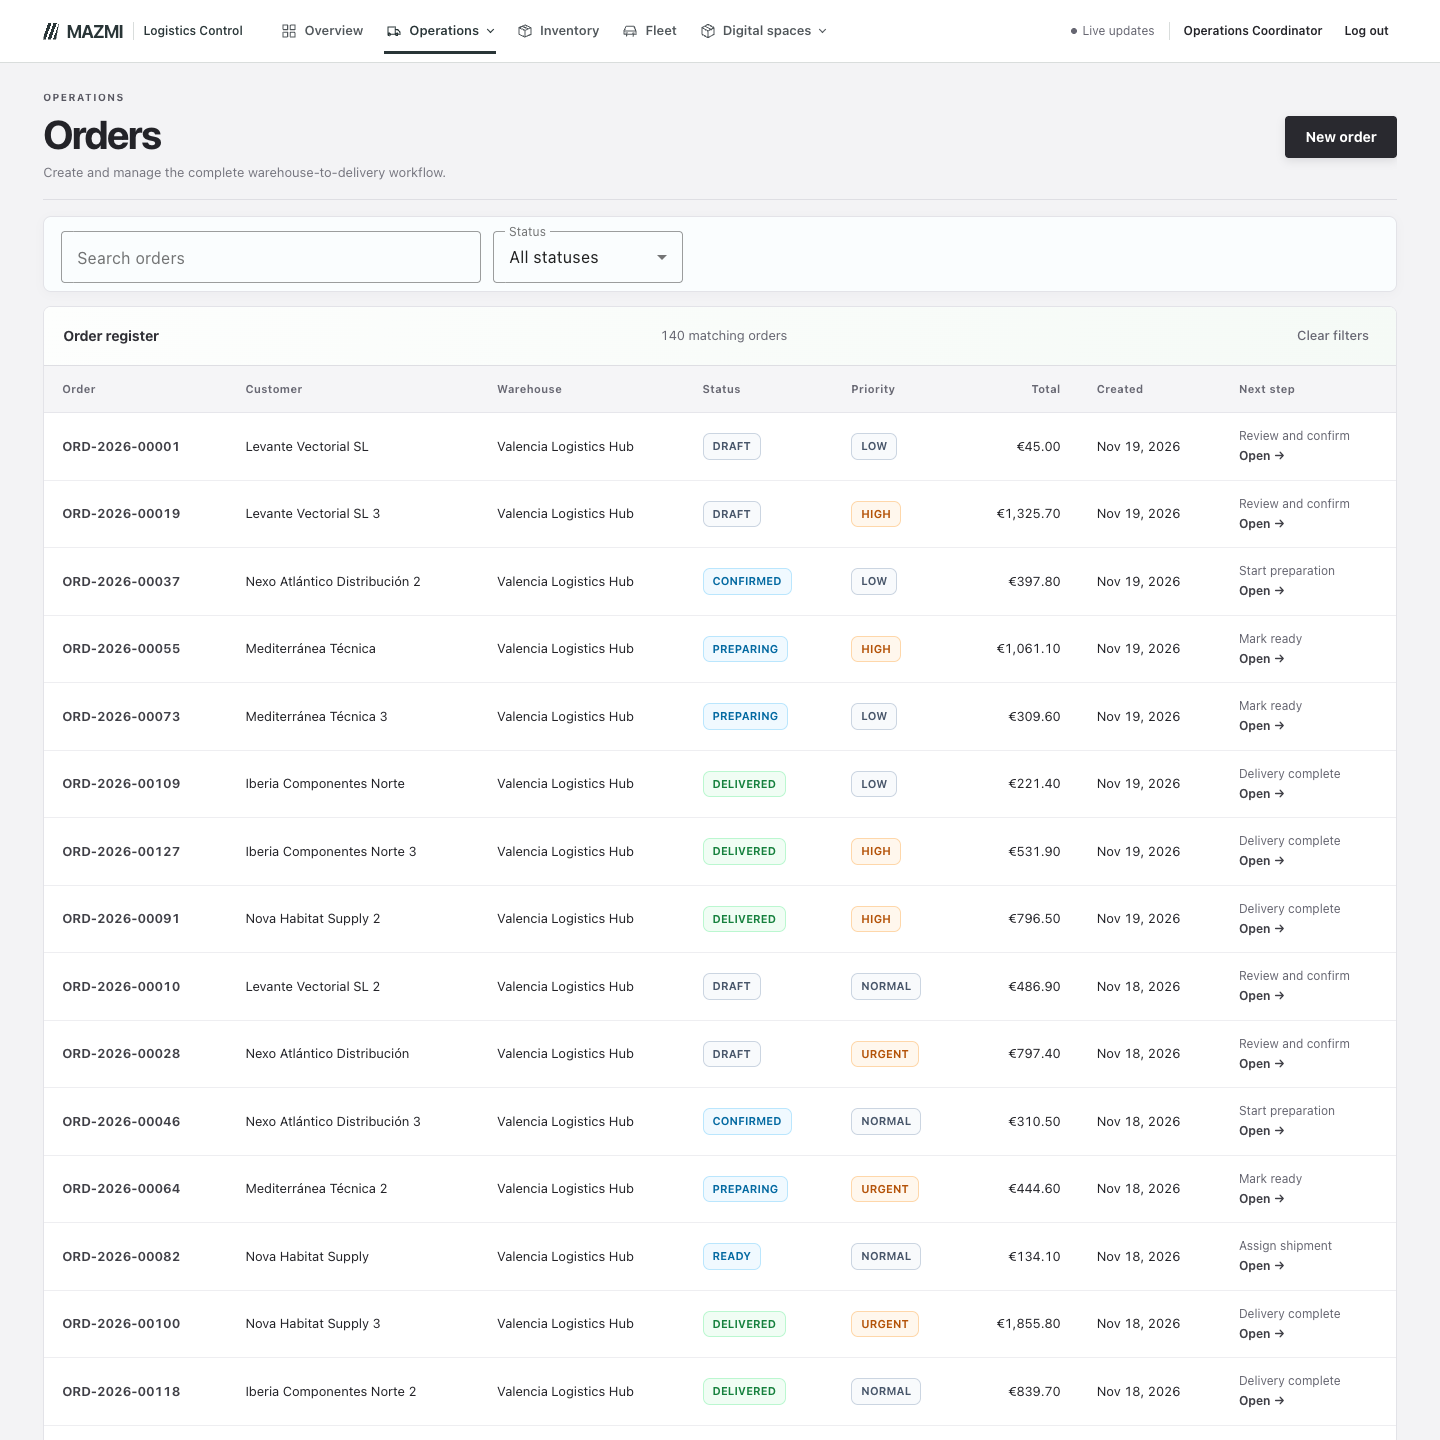 MAZMI Logistics Control Overview Operations Inventory Fleet Digital spaces Live updates Operations Coordinator Log out
OPERATIONS
Orders
New order
Create and manage the complete warehouse-to-delivery workflow.
Status
Search orders All statuses
Order register 140 matching orders Clear filters
Order Customer Warehouse Status Priority Total Created Next step
ORD-2026-00001 Levante Vectorial SL Valencia Logistics Hub DRAFT LOW €45.00 Nov 19, 2026 Review and confirm
Open →
ORD-2026-00019 Levante Vectorial SL 3 Valencia Logistics Hub DRAFT HIGH €1,325.70 Nov 19, 2026 Review and confirm
Open →
ORD-2026-00037 Nexo Atlántico Distribución 2 Valencia Logistics Hub CONFIRMED LOW €397.80 Nov 19, 2026 Start preparation
Open →
ORD-2026-00055 Mediterránea Técnica Valencia Logistics Hub PREPARING HIGH €1,061.10 Nov 19, 2026 Mark ready
Open →
ORD-2026-00073 Mediterránea Técnica 3 Valencia Logistics Hub PREPARING LOW €309.60 Nov 19, 2026 Mark ready
Open →
ORD-2026-00109 Iberia Componentes Norte Valencia Logistics Hub DELIVERED LOW €221.40 Nov 19, 2026 Delivery complete
Open →
ORD-2026-00127 Iberia Componentes Norte 3 Valencia Logistics Hub DELIVERED HIGH €531.90 Nov 19, 2026 Delivery complete
Open →
ORD-2026-00091 Nova Habitat Supply 2 Valencia Logistics Hub DELIVERED HIGH €796.50 Nov 19, 2026 Delivery complete
Open →
ORD-2026-00010 Levante Vectorial SL 2 Valencia Logistics Hub DRAFT NORMAL €486.90 Nov 18, 2026 Review and confirm
Open →
ORD-2026-00028 Nexo Atlántico Distribución Valencia Logistics Hub DRAFT URGENT €797.40 Nov 18, 2026 Review and confirm
Open →
ORD-2026-00046 Nexo Atlántico Distribución 3 Valencia Logistics Hub CONFIRMED NORMAL €310.50 Nov 18, 2026 Start preparation
Open →
ORD-2026-00064 Mediterránea Técnica 2 Valencia Logistics Hub PREPARING URGENT €444.60 Nov 18, 2026 Mark ready
Open →
ORD-2026-00082 Nova Habitat Supply Valencia Logistics Hub READY NORMAL €134.10 Nov 18, 2026 Assign shipment
Open →
ORD-2026-00100 Nova Habitat Supply 3 Valencia Logistics Hub DELIVERED URGENT €1,855.80 Nov 18, 2026 Delivery complete
Open →
ORD-2026-00118 Iberia Componentes Norte 2 Valencia Logistics Hub DELIVERED NORMAL €839.70 Nov 18, 2026 Delivery complete
Open →